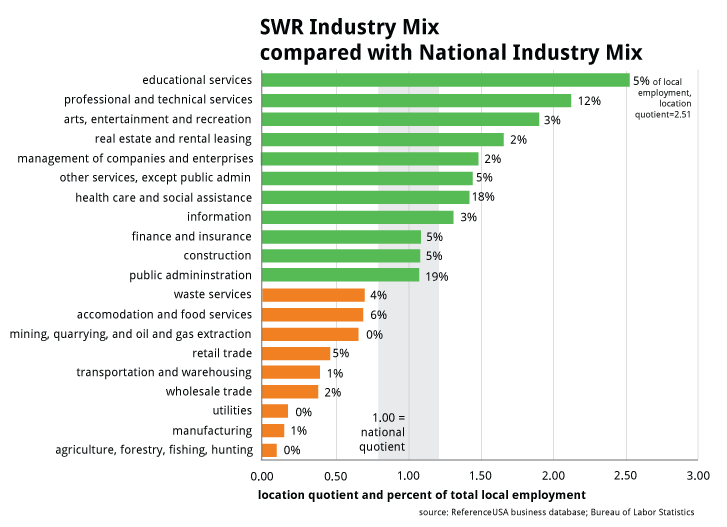 SWR Industry Mix
compared with National Industry Mix
educational services 5% of local
employment,
location
quotient=2.51
professional and technical services 12%
arts, entertainment and recreation 3%
real estate and rental leasing 2%
management of companies and enterprises 2%
other services, except public admin 5%
health care and social assistance 18%
information 3%
finance and insurance 5%
construction 5%
public admininstration 19%
waste services 4%
accomodation and food services 6%
mining, quarrying, and oil and gas extraction 0%
retail trade 5%
transportation and warehousing 1%
wholesale trade 2%
utilities 0%
manufacturing 1%
agriculture, forestry, fishing, hunting 0%
1.00 =
national
quotient
0.00 0.50 1.00 1.50 2.00 2.50 3.00
location quotient and percent of total local employment
source: ReferenceUSA business database; Bureau of Labor Statistics